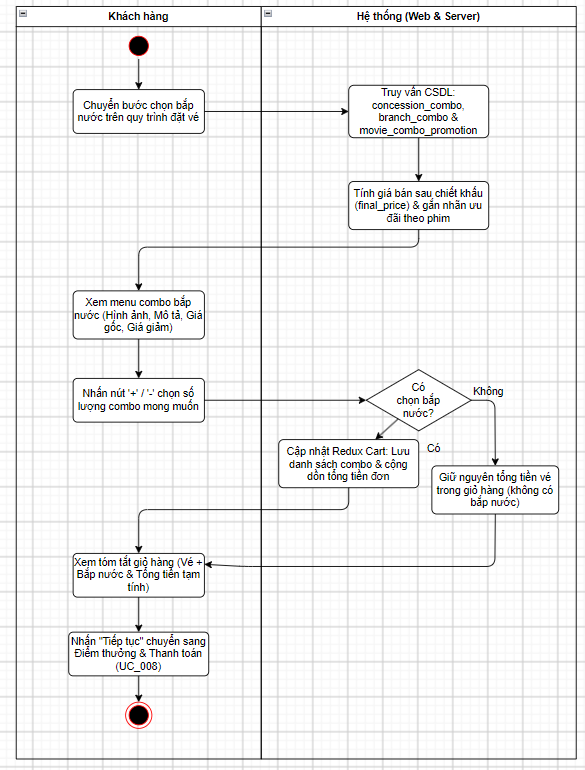 Khách hàng
Hệ thống (Web & Server)
Chuyển bước chọn bắp
nước trên quy trình đặt vé
Truy vấn CSDL:
concession_combo,
branch_combo &
movie_combo_promotion
Tính giá bán sau chiết khấu
(final_price) & gắn nhãn ưu
đãi theo phim
Xem menu combo bắp
nước (Hình ảnh, Mô tả, Giá
gốc, Giá giảm)
Nhấn nút '+' / '-' chọn số
lượng combo mong muốn
Có
chọn bắp
nước?
Không
Có
Cập nhật Redux Cart: Lưu
danh sách combo & cộng
dồn tổng tiền đơn
Giữ nguyên tổng tiền vé
trong giỏ hàng (không có
bắp nước)
Xem tóm tắt giỏ hàng (Vé +
Bắp nước & Tổng tiền tạm
tính)
Nhấn "Tiếp tục" chuyển sang
Điểm thưởng & Thanh toán
(UC_008)